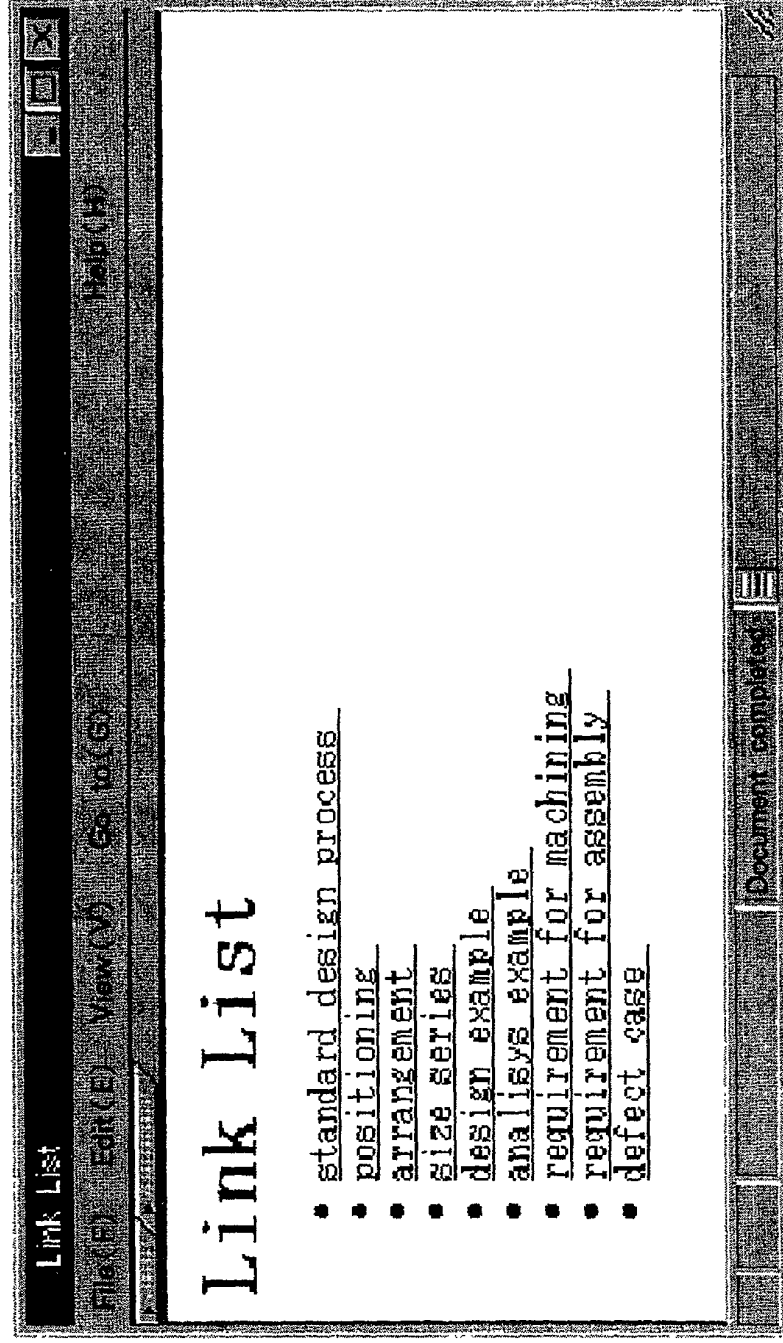 Link List
File(F) Edit(E) View(V) Go to(G) Help(H)
Link List
• standard design process
• positioning
• arrangement
• size series
• design example
• analisys example
• requirement for machining
• requirement for assembly
• defect case
Document completed